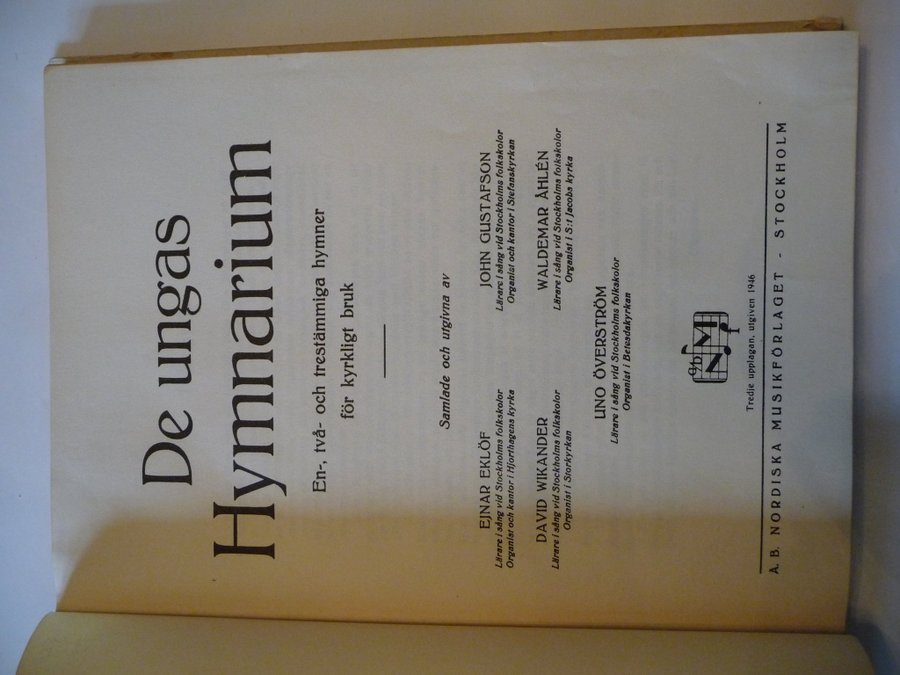 De ungas
Hymnarium
En-, två- och trestämmiga hymner
för kyrkligt bruk
Samlade och utgivna av
EJNAR EKLÖF
Lärare i sång vid Stockholms folkskolor
Organist och kantor i Hjorthagens kyrka
JOHN GUSTAFSON
Lärare i sång vid Stockholms folkskolor
Organist och kantor i Stefanskyrkan
DAVID WIKANDER
Lärare i sång vid Stockholms folkskolor
Organist i Storkyrkan
WALDEMAR ÅHLÉN
Lärare i sång vid Stockholms folkskolor
Organist i S:t Jacobs kyrka
UNO ÖVERSTRÖM
Lärare i sång vid Stockholms folkskolor
Organist i Betesdakyrkan
Tredje upplagan, utgiven 1946
A. B. NORDISKA MUSIKFÖRLAGET - STOCKHOLM